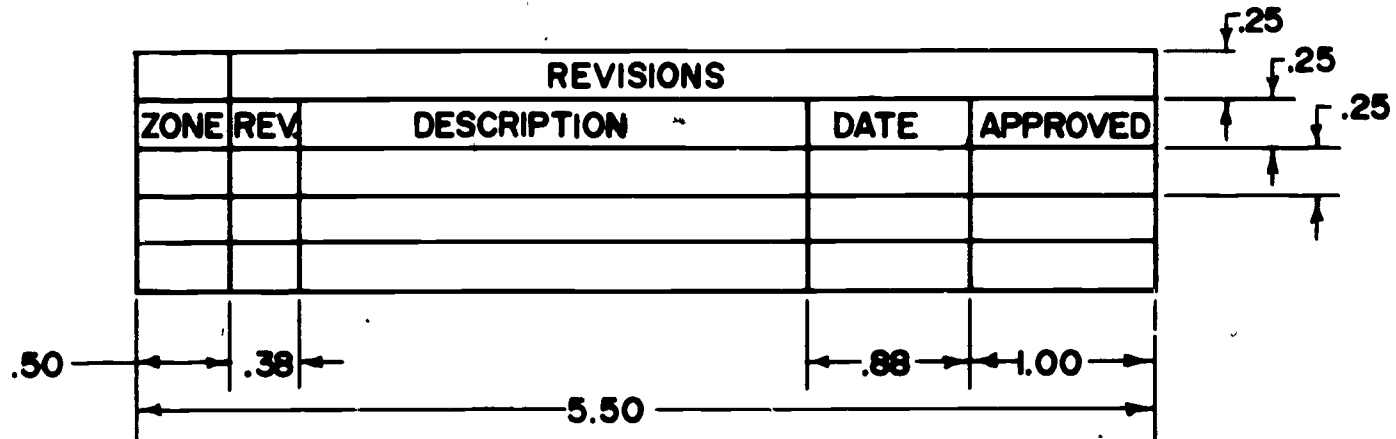 .25
REVISIONS
.25
ZONE REV. DESCRIPTION DATE APPROVED
.25
.50 .38 .88 1.00
5.50